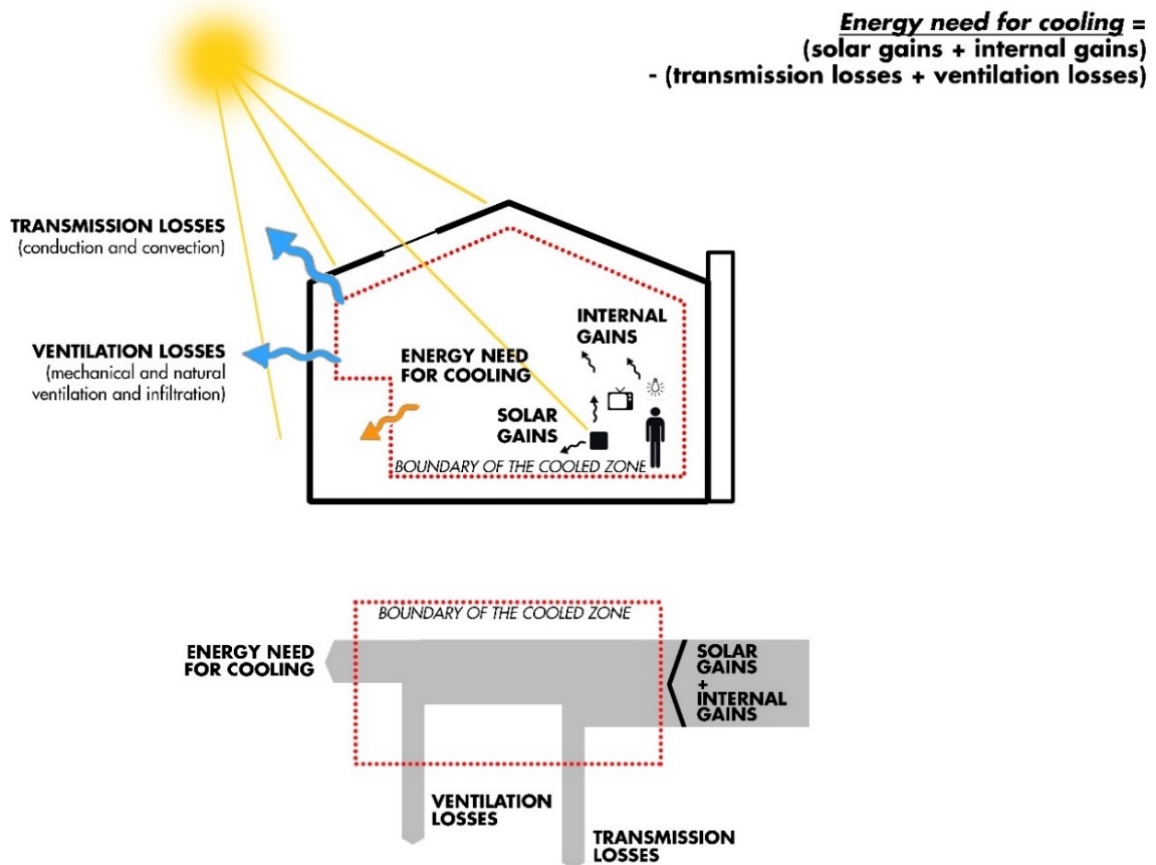 Energy need for cooling =
(solar gains + internal gains)
- (transmission losses + ventilation losses)
TRANSMISSION LOSSES
(conduction and convection)
VENTILATION LOSSES
(mechanical and natural
ventilation and infiltration)
INTERNAL
GAINS
ENERGY NEED
FOR COOLING
SOLAR
GAINS
BOUNDARY OF THE COOLED ZONE
BOUNDARY OF THE COOLED ZONE
ENERGY NEED
FOR COOLING
SOLAR
GAINS
+
INTERNAL
GAINS
VENTILATION
LOSSES
TRANSMISSION
LOSSES